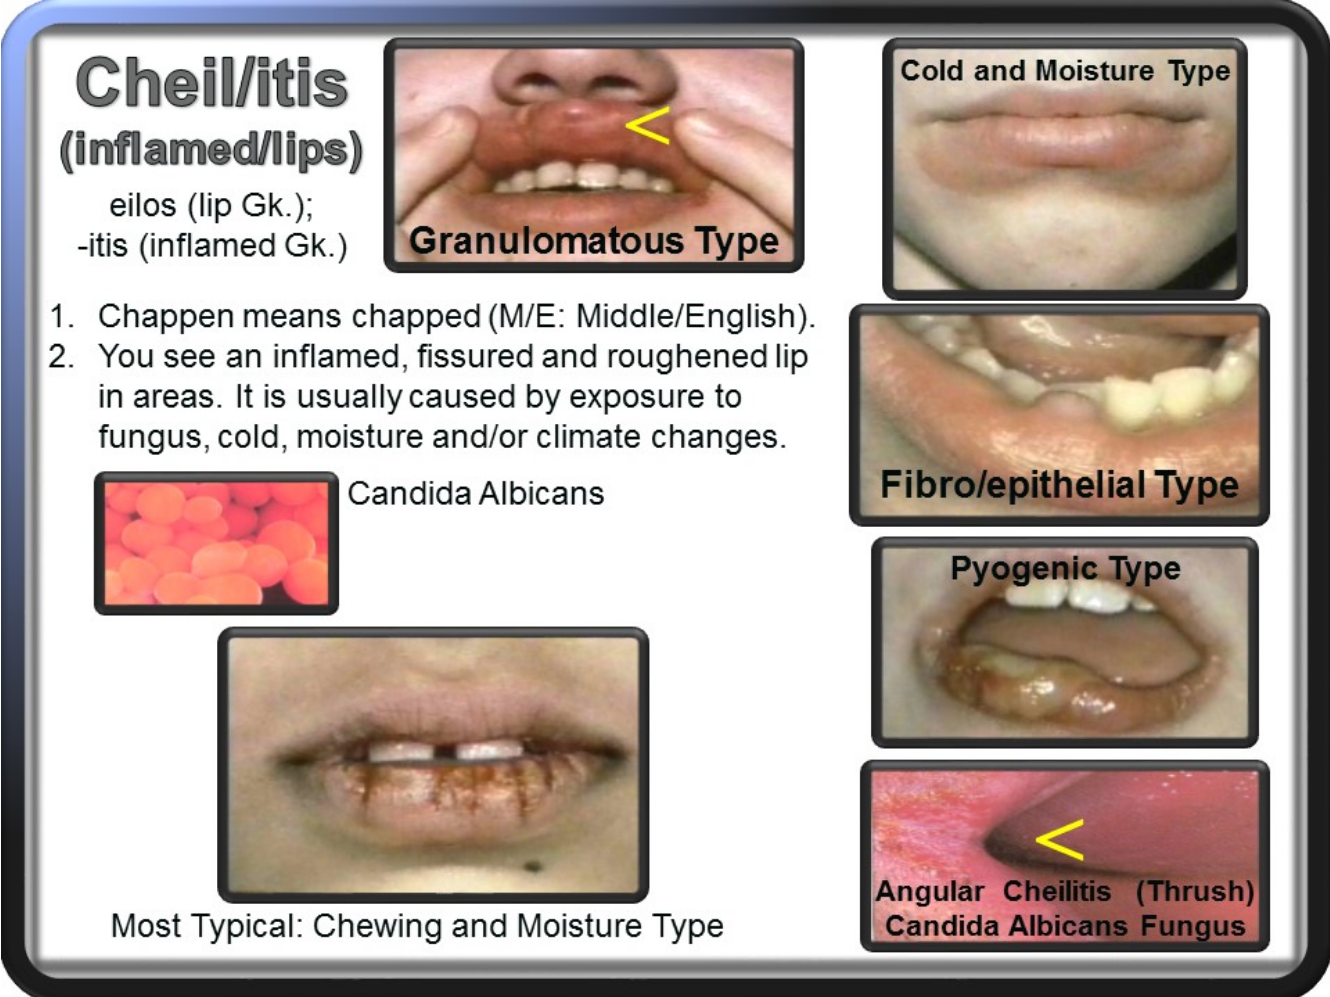 Cheil/itis
(inflamed/lips)
eilos (lip Gk.);
-itis (inflamed Gk.)
<
Granulomatous Type
Cold and Moisture Type
1. Chappen means chapped (M/E: Middle/English).
2. You see an inflamed, fissured and roughened lip
in areas. It is usually caused by exposure to
fungus, cold, moisture and/or climate changes.
Candida Albicans
Fibro/epithelial Type
Pyogenic Type
Most Typical: Chewing and Moisture Type
<
Angular Cheilitis (Thrush)
Candida Albicans Fungus